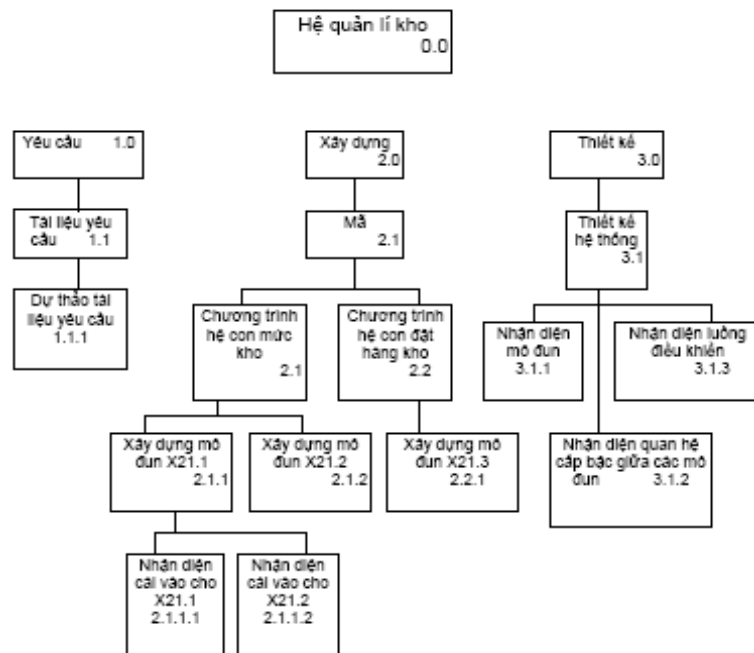 Hệ quản lí kho
0.0
Yêu cầu 1.0
Xây dựng
2.0
Thiết kế
3.0
Tài liệu yêu
cầu 1.1
Mã
2.1
Thiết kế
hệ thống
3.1
Dự thảo tài
liệu yêu cầu
1.1.1
Chương trình
hệ con mức
kho
2.1
Chương trình
hệ con đặt
hàng kho
2.2
Nhận diện
mô đun
3.1.1
Nhận diện luồng
điều khiển
3.1.3
Xây dựng mô
đun X21.1
2.1.1
Xây dựng mô
đun X21.2
2.1.2
Xây dựng mô
đun X21.3
2.2.1
Nhận diện quan hệ
cấp bậc giữa các mô
đun 3.1.2
Nhận diện
cái vào cho
X21.1
2.1.1.1
Nhận diện
cái vào cho
X21.2
2.1.1.2